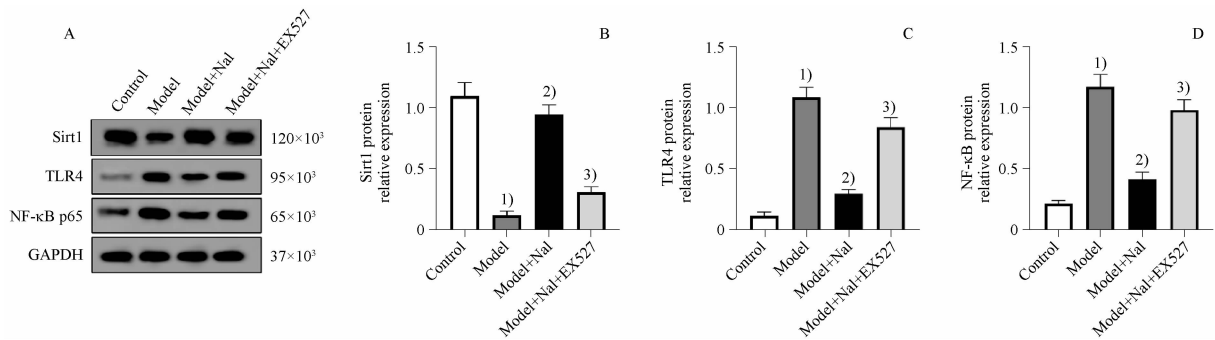 A
Control
Model
Model+Nal
Model+Nal+EX527
Sirt1
120×10³
TLR4
95×10³
NF-κB p65
65×10³
GAPDH
37×10³
B
Sirt1 protein
relative expression
1.5
1.0
0.5
0
1)
2)
3)
Control
Model
Model+Nal
Model+Nal+EX527
C
TLR4 protein
relative expression
1.5
1.0
0.5
0
1)
2)
3)
Control
Model
Model+Nal
Model+Nal+EX527
D
NF-κB protein
relative expression
1.5
1.0
0.5
0
1)
2)
3)
Control
Model
Model+Nal
Model+Nal+EX527